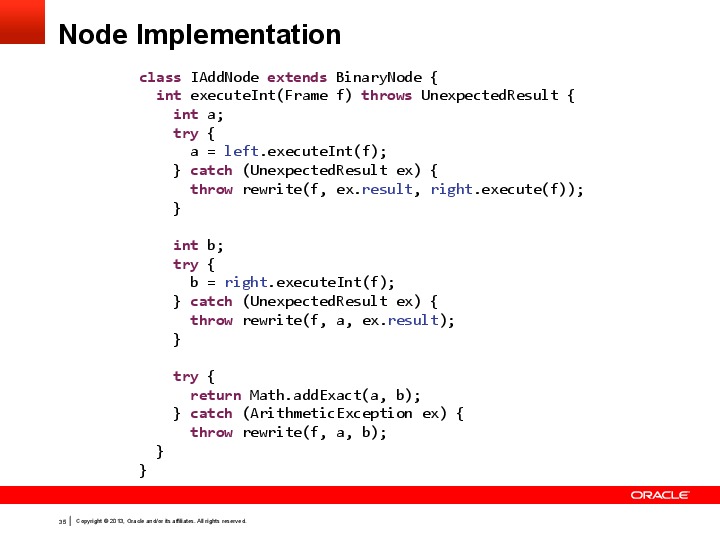 Node Implementation
class IAddNode extends BinaryNode {
  int executeInt(Frame f) throws UnexpectedResult {
    int a;
    try {
      a = left.executeInt(f);
    } catch (UnexpectedResult ex) {
      throw rewrite(f, ex.result, right.execute(f));
    }

    int b;
    try {
      b = right.executeInt(f);
    } catch (UnexpectedResult ex) {
      throw rewrite(f, a, ex.result);
    }

    try {
      return Math.addExact(a, b);
    } catch (ArithmeticException ex) {
      throw rewrite(f, a, b);
  }
}
ORACLE
35 | Copyright © 2013, Oracle and/or its affiliates. All rights reserved.